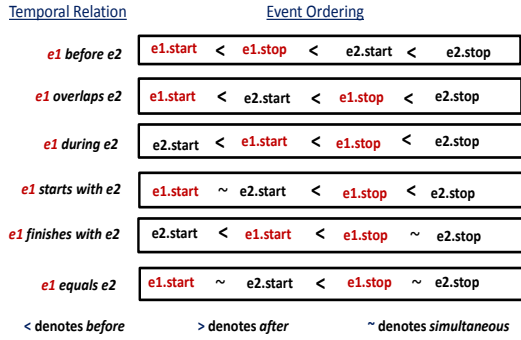 Temporal Relation Event Ordering
e1 before e2 e1.start < e1.stop < e2.start < e2.stop
e1 overlaps e2 e1.start < e2.start < e1.stop < e2.stop
e1 during e2 e2.start < e1.start < e1.stop < e2.stop
e1 starts with e2 e1.start ~ e2.start < e1.stop < e2.stop
e1 finishes with e2 e2.start < e1.start < e1.stop ~ e2.stop
e1 equals e2 e1.start ~ e2.start < e1.stop ~ e2.stop
< denotes before > denotes after ~ denotes simultaneous